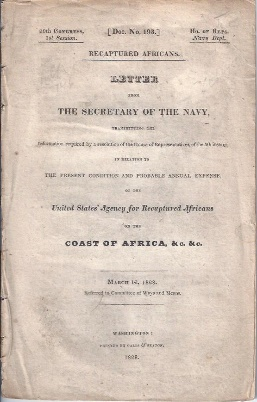 20th Congress, [Doc. No. 193.] Ho. of Reps.
1st Session. Navy Dept.
RECAPTURED AFRICANS.
LETTER
FROM
THE SECRETARY OF THE NAVY,
TRANSMITTING THE
Information required by a resolution of the House of Representatives of the 5th
IN RELATION TO
THE PRESENT CONDITION AND PROBABLE ANNUAL EXPENSE
OF THE
United States' Agency for Recaptured Africans
ON THE
COAST OF AFRICA, &c. &c.
March 12, 1828.
Referred to Committee of Ways and Means.
WASHINGTON:
PRINTED BY GALES & SEATON.
1828.